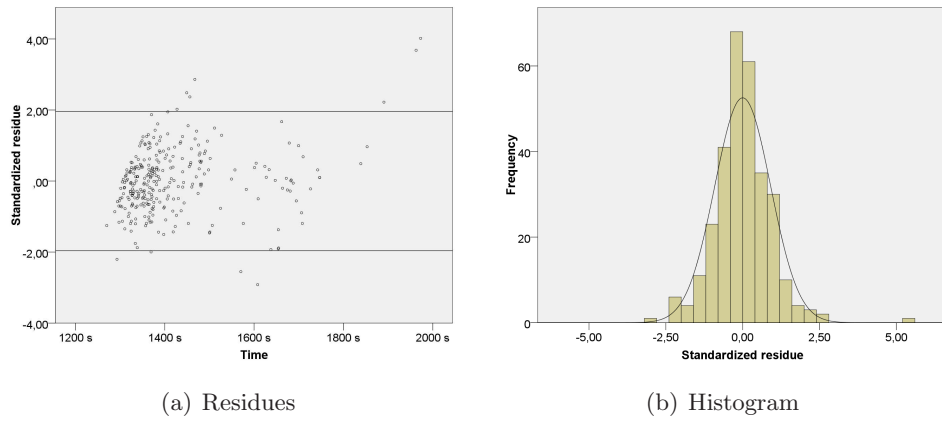 4,00
2,00
,00
-2,00
-4,00
Standardized residue
1200 s 1400 s 1600 s 1800 s 2000 s
Time
(a) Residues
60
40
20
0
Frequency
-5,00 -2,50 0,00 2,50 5,00
Standardized residue
(b) Histogram